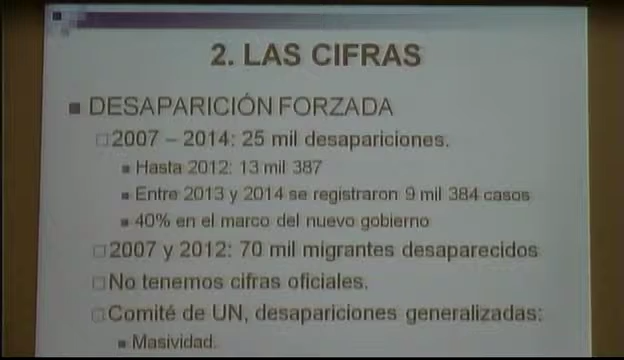 2. LAS CIFRAS
DESAPARICIÓN FORZADA
2007 – 2014: 25 mil desapariciones.
Hasta 2012: 13 mil 387
Entre 2013 y 2014 se registraron 9 mil 384 casos
40% en el marco del nuevo gobierno
2007 y 2012: 70 mil migrantes desaparecidos
No tenemos cifras oficiales.
Comité de UN, desapariciones generalizadas:
Masividad.